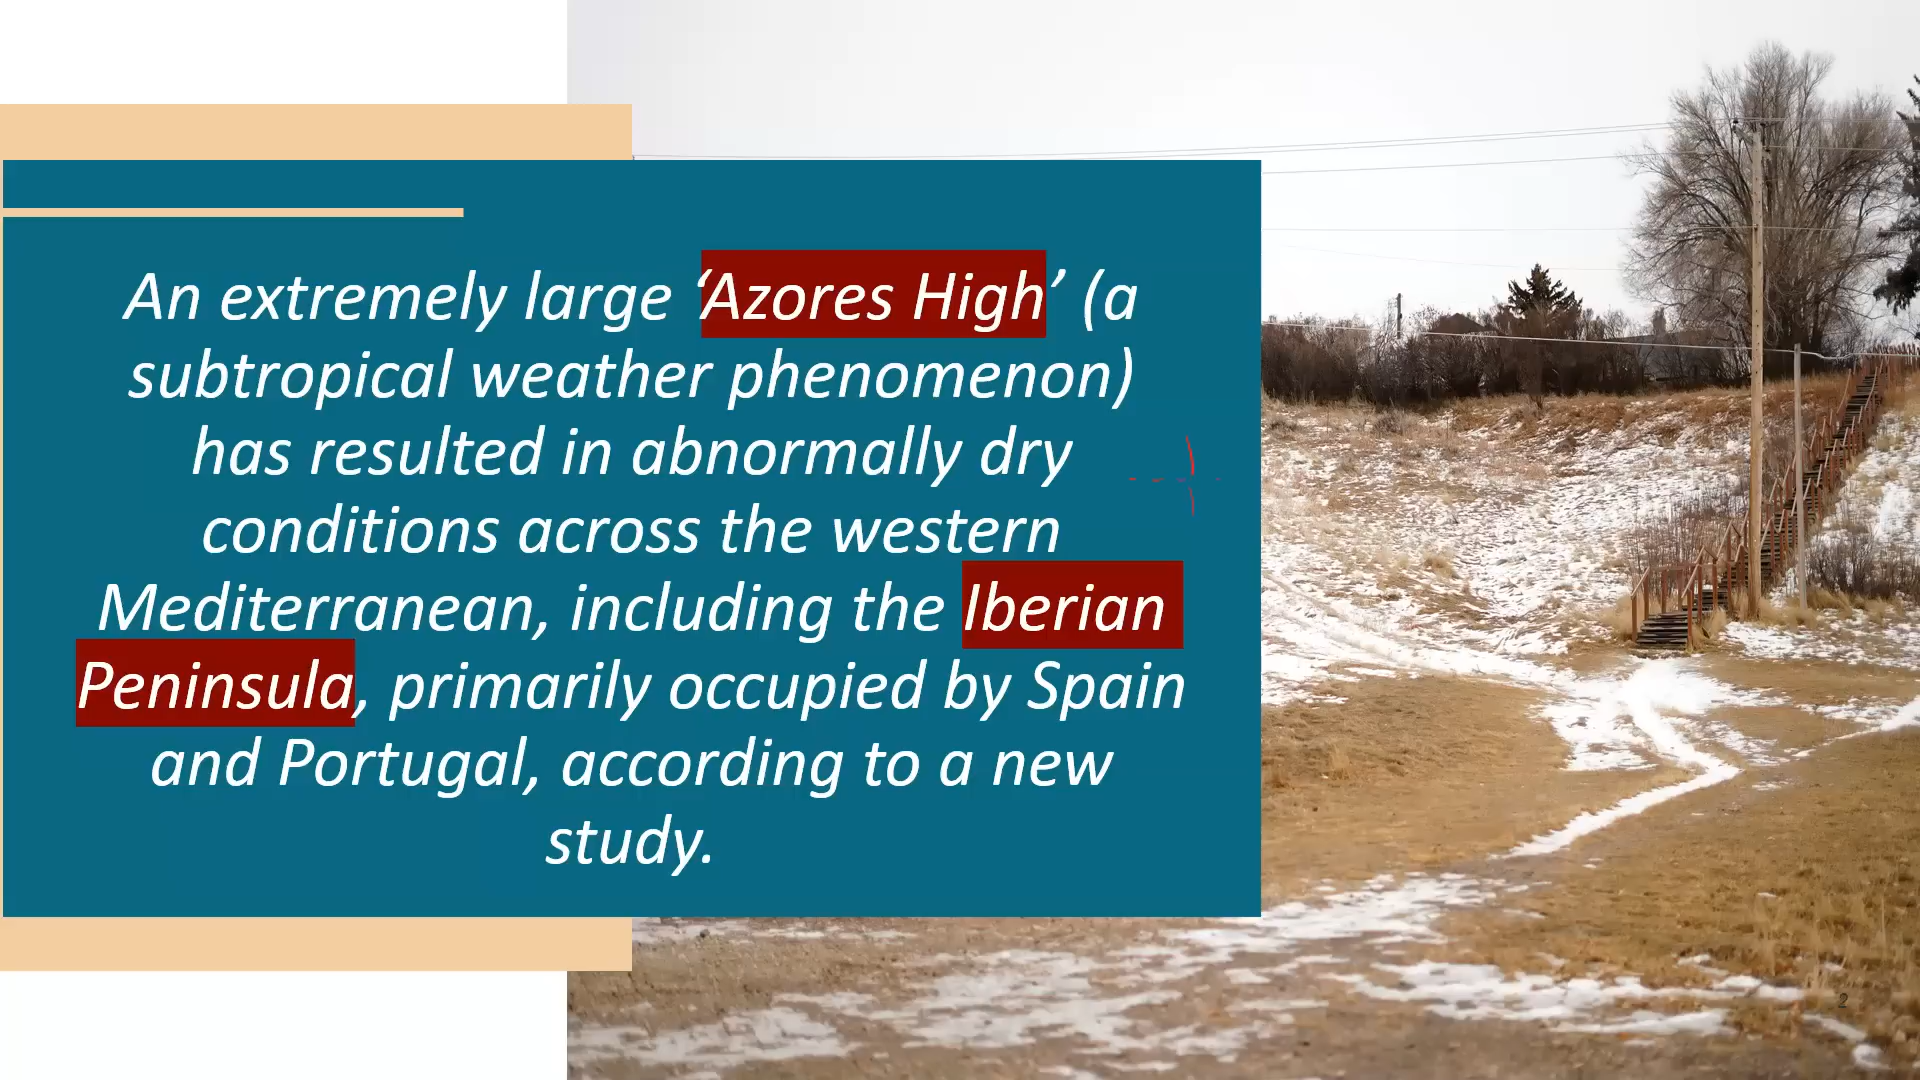 An extremely large ‘Azores High’ (a
subtropical weather phenomenon)
has resulted in abnormally dry
conditions across the western
Mediterranean, including the Iberian
Peninsula, primarily occupied by Spain
and Portugal, according to a new
study.
2